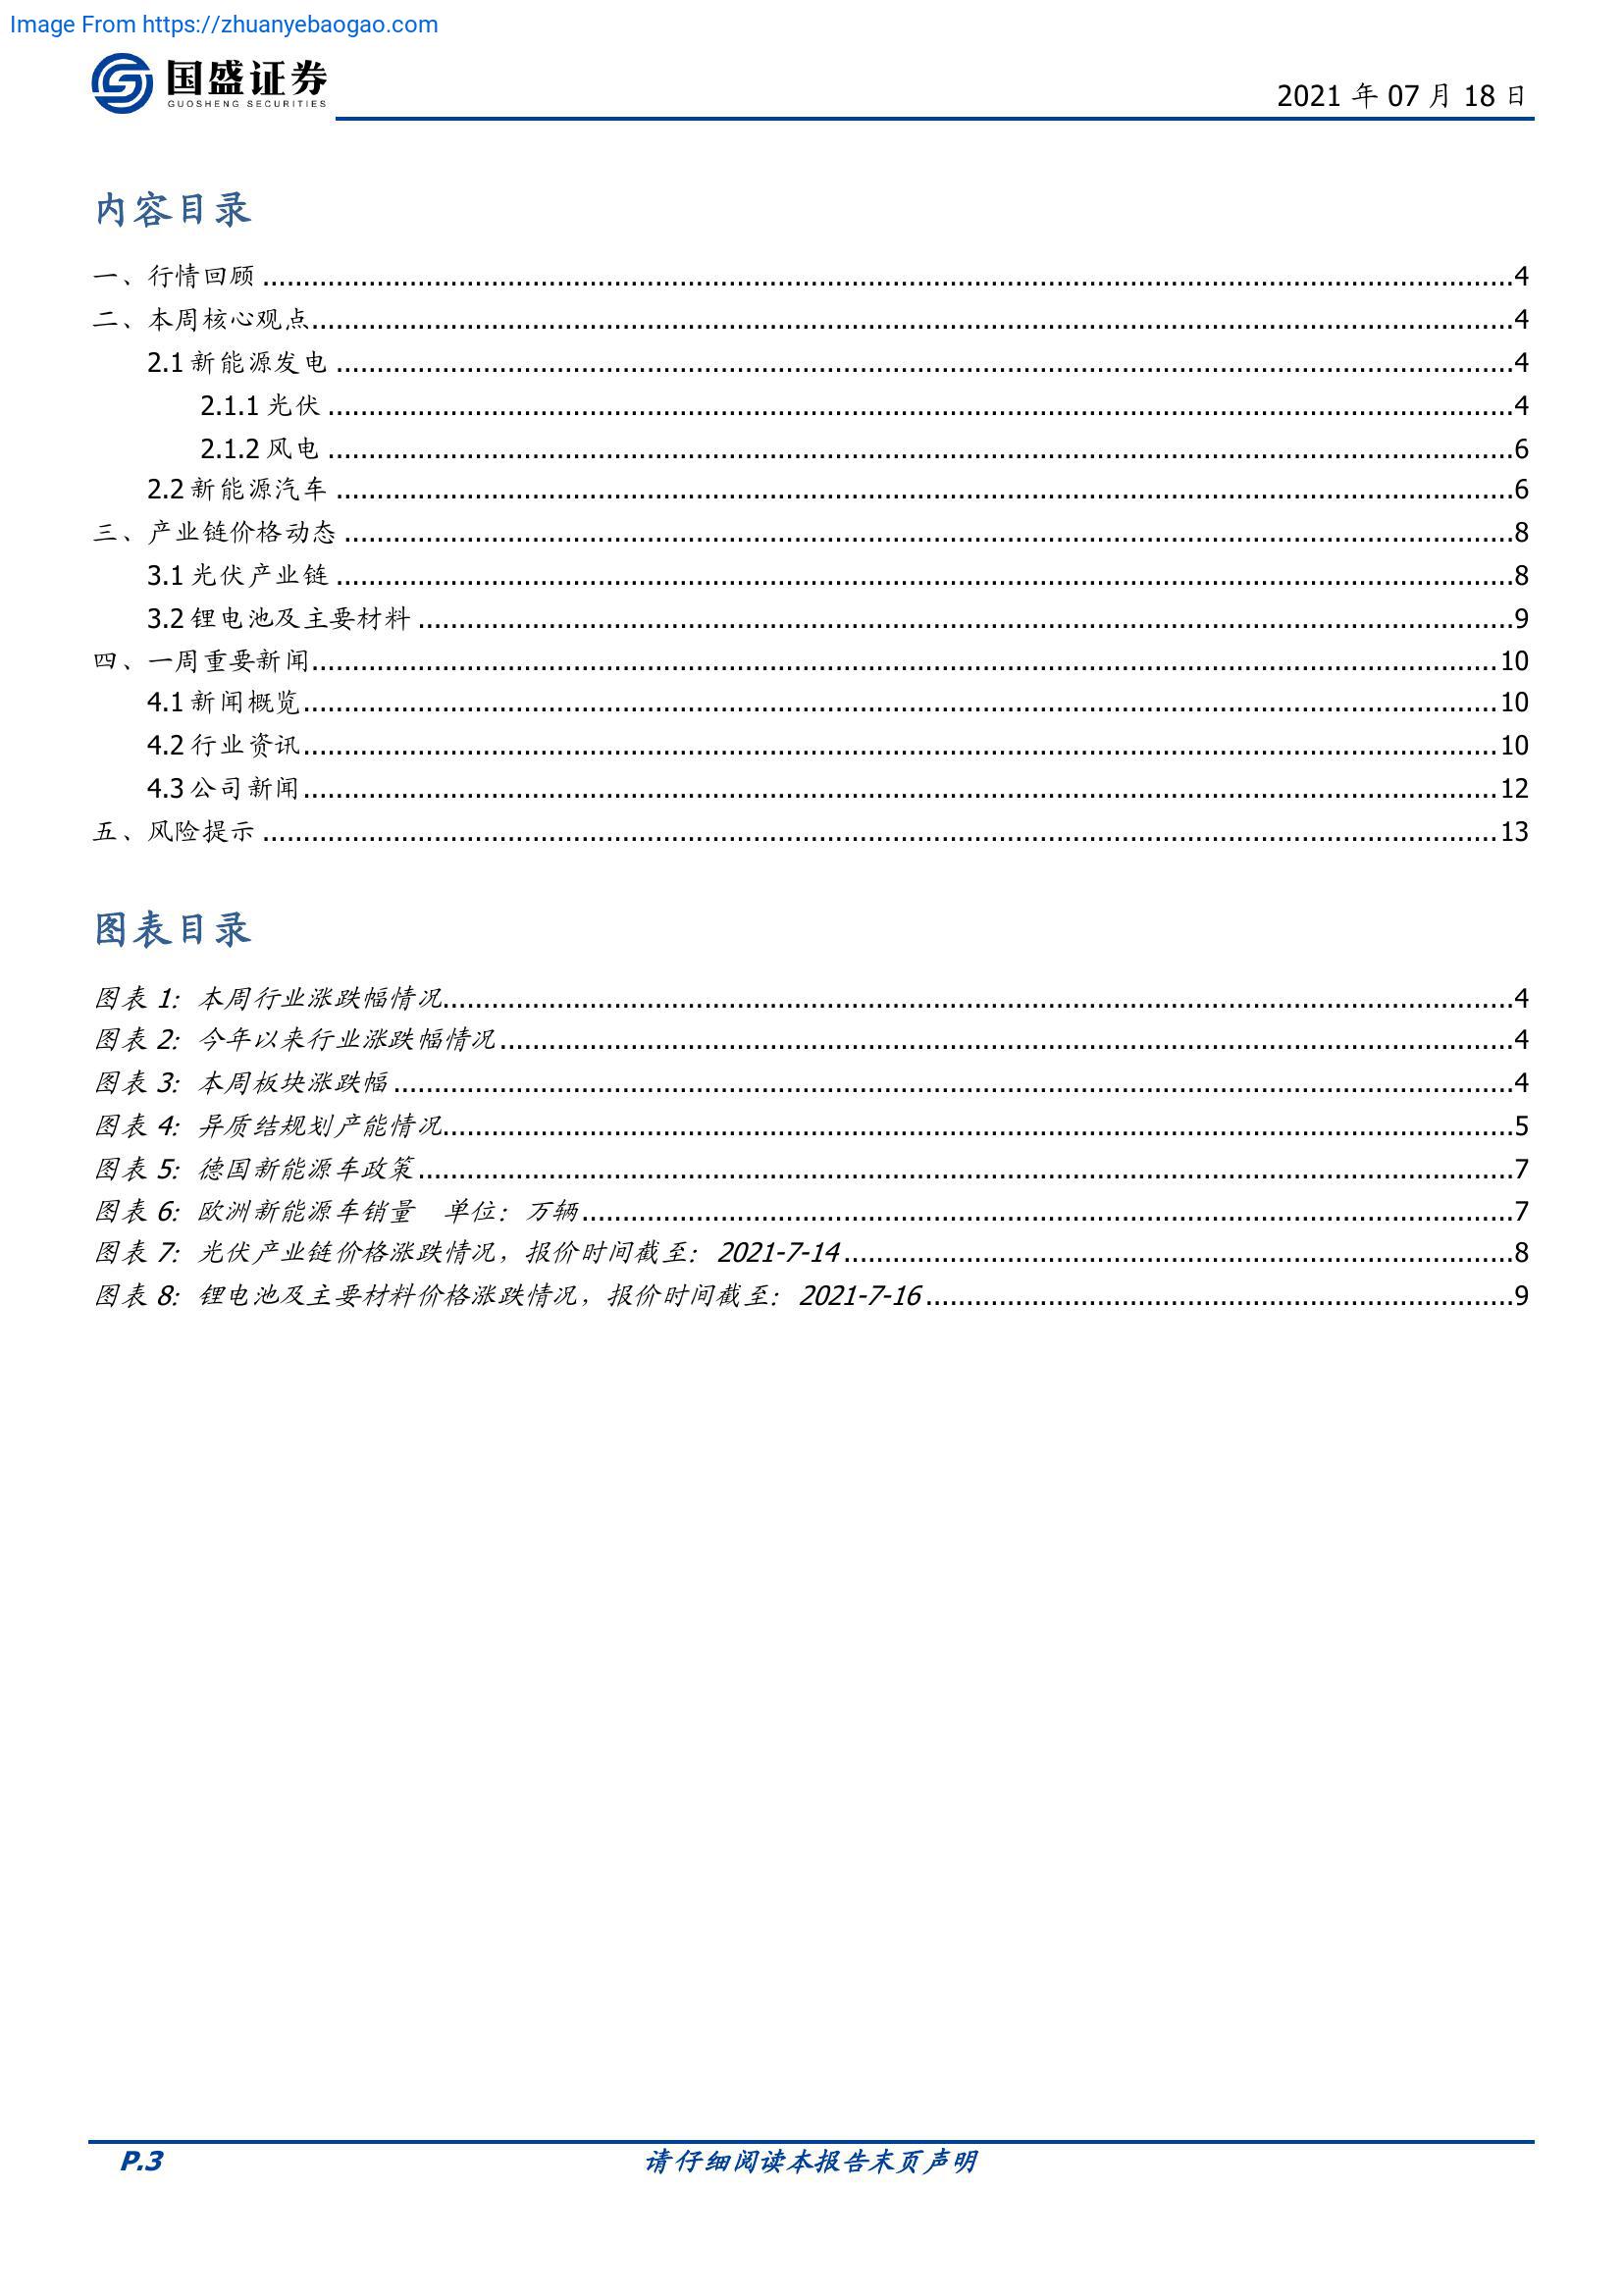 Image From https://zhuanyebaogao.com
国盛证券
GUOSHENG SECURITIES
2021 年 07 月 18 日
内容目录
一、行情回顾 ........ 4
二、本周核心观点 ........ 4
2.1 新能源发电 ........ 4
2.1.1 光伏 ........ 4
2.1.2 风电 ........ 6
2.2 新能源汽车 ........ 6
三、产业链价格动态 ........ 8
3.1 光伏产业链 ........ 8
3.2 锂电池及主要材料 ........ 9
四、一周重要新闻 ........ 10
4.1 新闻概览 ........ 10
4.2 行业资讯 ........ 10
4.3 公司新闻 ........ 12
五、风险提示 ........ 13
图表目录
图表 1: 本周行业涨跌幅情况 ........ 4
图表 2: 今年以来行业涨跌幅情况 ........ 4
图表 3: 本周板块涨跌幅 ........ 4
图表 4: 异质结规划产能情况 ........ 5
图表 5: 德国新能源车政策 ........ 7
图表 6: 欧洲新能源车销量 单位：万辆 ........ 7
图表 7: 光伏产业链价格涨跌情况，报价时间截至：2021-7-14 ........ 8
图表 8: 锂电池及主要材料价格涨跌情况，报价时间截至：2021-7-16 ........ 9
P.3
请仔细阅读本报告末页声明